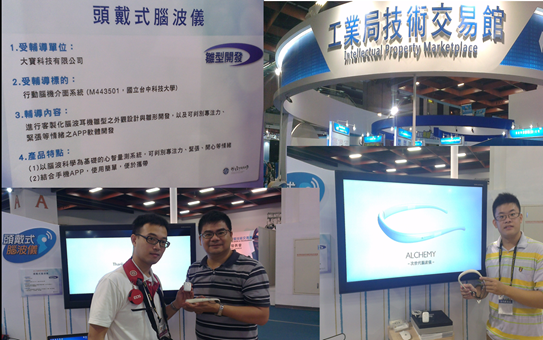 頭戴式腦波儀
雛型開發
1.受輔導單位：
大寶科技有限公司
2.受輔導標的：
行動腦機介面系統 (M443501，國立台中科技大學)
3.輔導內容：
進行客製化腦波耳機雛型之外觀設計與雛形開發，以及可判別專注力、
緊張等情緒之APP軟體開發
4.產品特點：
(1)以腦波科學為基礎的心智量測系統，可判別專注力、緊張、開心等情緒
(2)結合手機APP，使用簡單、便於攜帶
工業局技術交易館
Intellectual Property Marketplace
頭戴式
腦波儀
ALCHEMY